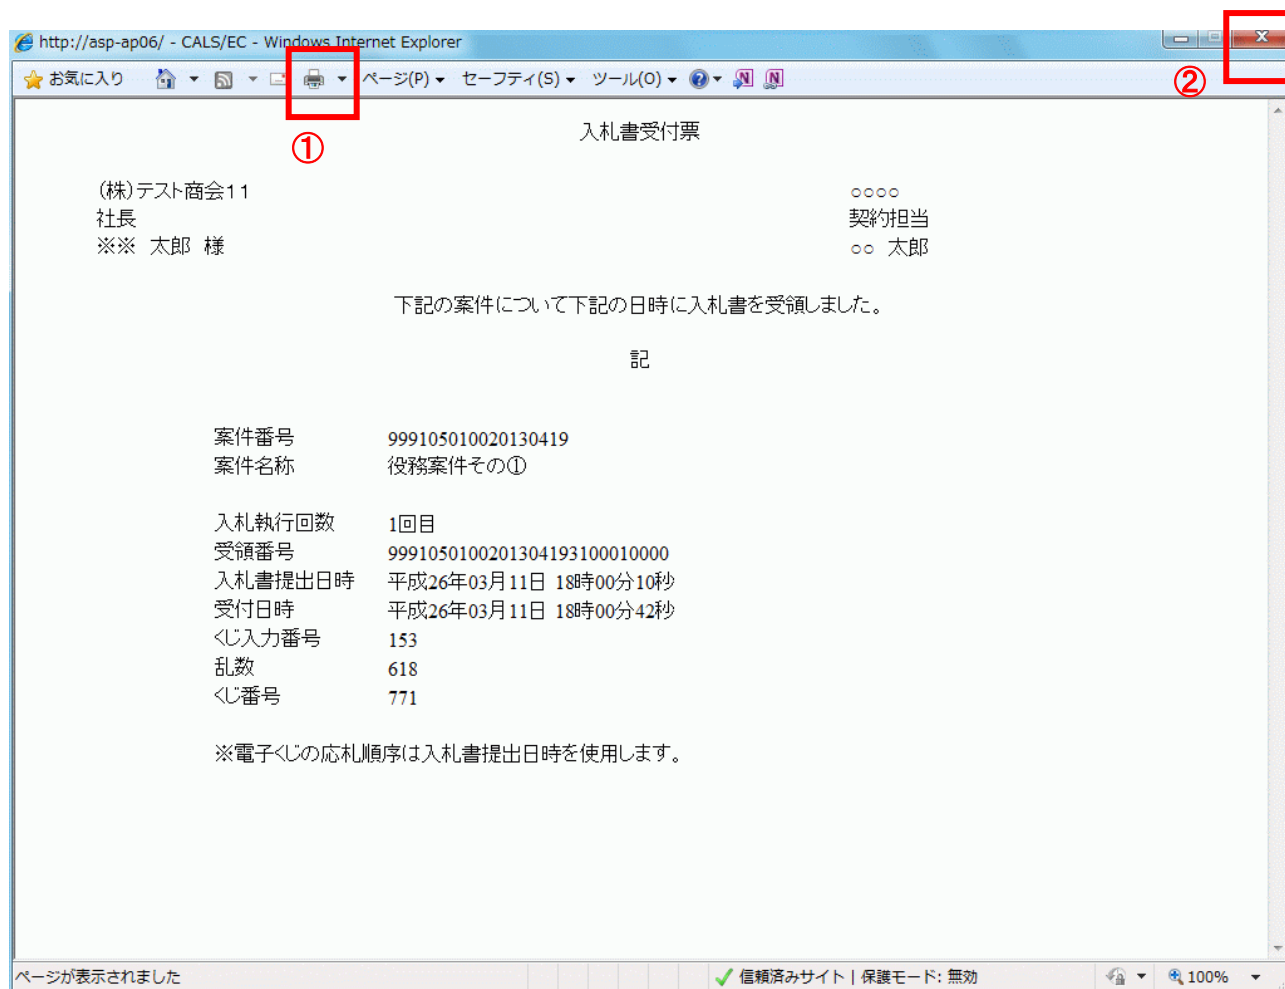 http://asp-ap06/ - CALS/EC - Windows Internet Explorer
お気に入り ページ(P) セーフティ(S) ツール(O)
①
②
入札書受付票
(株)テスト商会11
社長
※※ 太郎 様
○○○○
契約担当
○○ 太郎
下記の案件について下記の日時に入札書を受領しました。
記
案件番号 999105010020130419
案件名称 役務案件その①
入札執行回数 1回目
受領番号 9991050100201304193100010000
入札書提出日時 平成26年03月11日 18時00分10秒
受付日時 平成26年03月11日 18時00分42秒
くじ入力番号 153
乱数 618
くじ番号 771
※電子くじの応札順序は入札書提出日時を使用します。
ページが表示されました 信頼済みサイト | 保護モード: 無効 100%